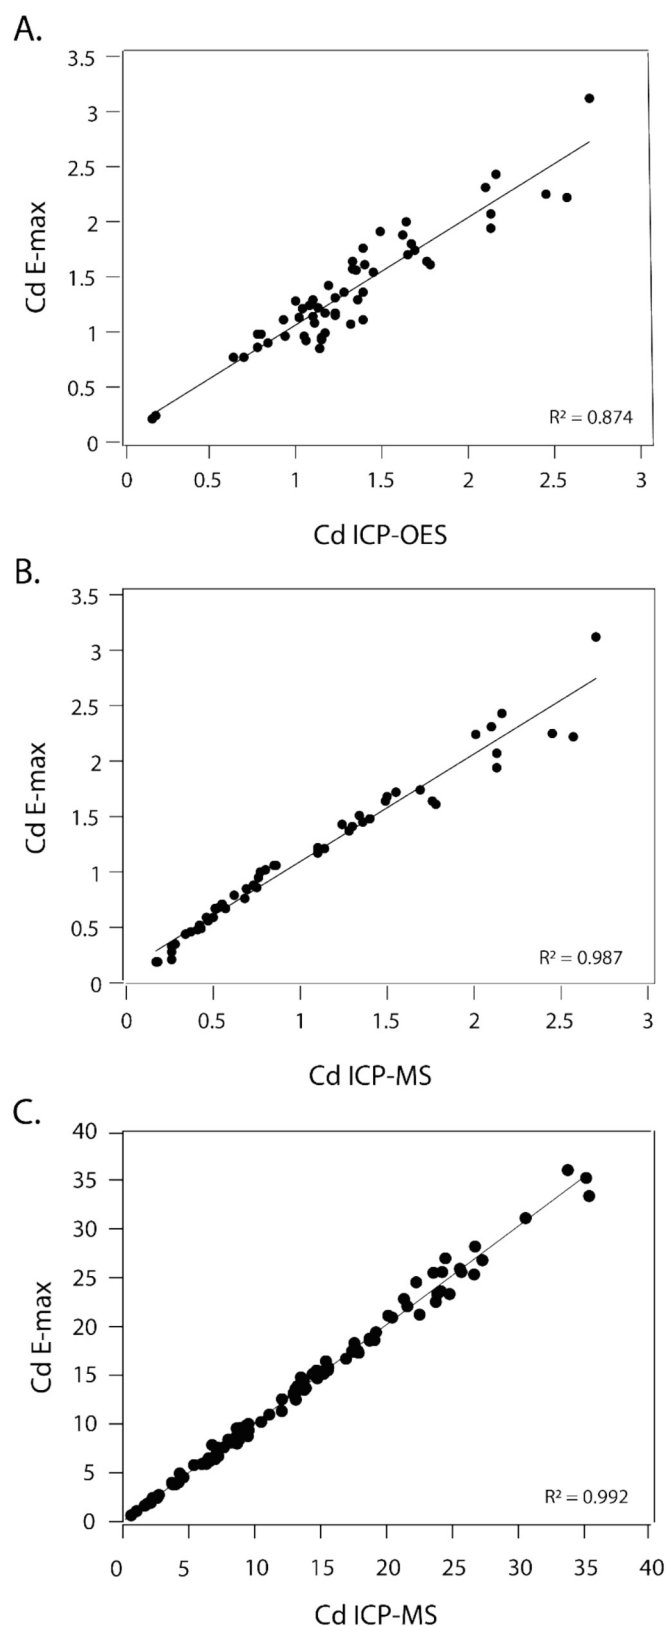 A.
3.5
3
2.5
2
1.5
1
0.5
0
Cd E-max
R² = 0.874
0 0.5 1 1.5 2 2.5 3
Cd ICP-OES
B.
3.5
3
2.5
2
1.5
1
0.5
0
Cd E-max
R² = 0.987
0 0.5 1 1.5 2 2.5 3
Cd ICP-MS
C.
40
35
30
25
20
15
10
5
0
Cd E-max
R² = 0.992
0 5 10 15 20 25 30 35 40
Cd ICP-MS